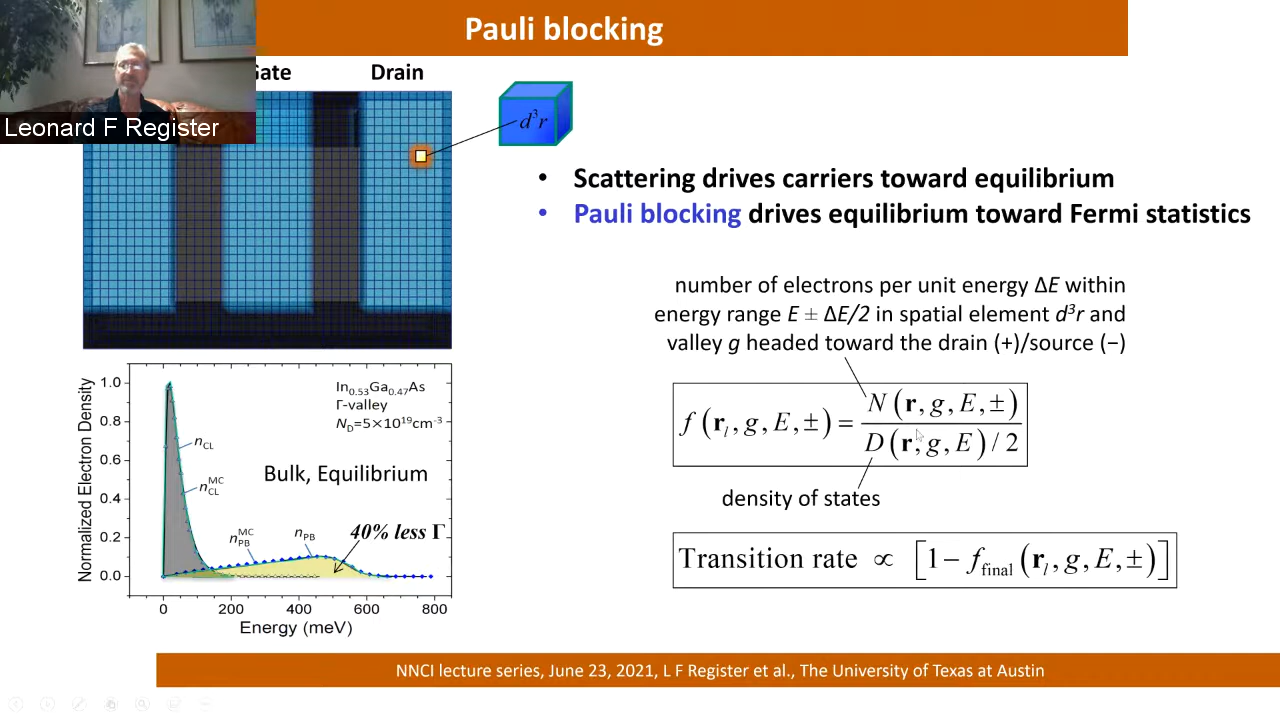 Pauli blocking
Gate
Drain
Leonard F Register
d³r
• Scattering drives carriers toward equilibrium
• Pauli blocking drives equilibrium toward Fermi statistics
number of electrons per unit energy ΔE within
energy range E ± ΔE/2 in spatial element d³r and
valley g headed toward the drain (+)/source (−)
f(r_l, g, E, ±) = N(r, g, E, ±) / D(r, g, E) / 2
density of states
Transition rate ∝ [1 − f_final (r_l, g, E, ±)]
Normalized Electron Density
1.0
0.8
0.6
0.4
0.2
0.0
In₀.₅₃Ga₀.₄₇As
Γ-valley
N_D=5×10¹⁹cm⁻³
n_CL
n_CL^MC
Bulk, Equilibrium
n_PB^MC
n_PB
40% less Γ
0 200 400 600 800
Energy (meV)
NNCI lecture series, June 23, 2021, L F Register et al., The University of Texas at Austin